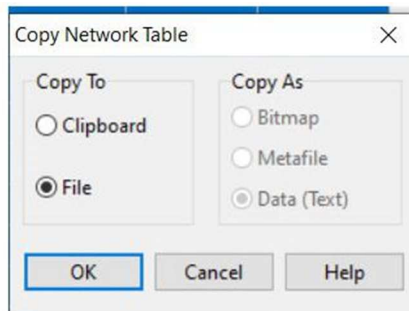 Copy Network Table
Copy To
Clipboard
File
Copy As
Bitmap
Metafile
Data (Text)
OK
Cancel
Help